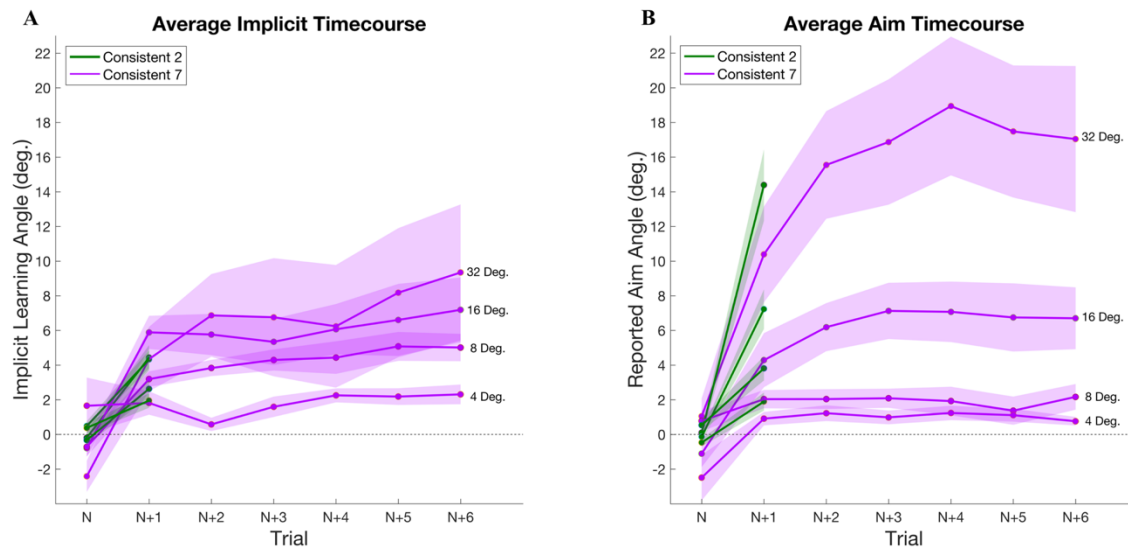 A
Average Implicit Timecourse
Consistent 2
Consistent 7
22
20
18
16
14
12
10
8
6
4
2
0
-2
Implicit Learning Angle (deg.)
32 Deg.
16 Deg.
8 Deg.
4 Deg.
N N+1 N+2 N+3 N+4 N+5 N+6
Trial
B
Average Aim Timecourse
Consistent 2
Consistent 7
22
20
18
16
14
12
10
8
6
4
2
0
-2
Reported Aim Angle (deg.)
32 Deg.
16 Deg.
8 Deg.
4 Deg.
N N+1 N+2 N+3 N+4 N+5 N+6
Trial